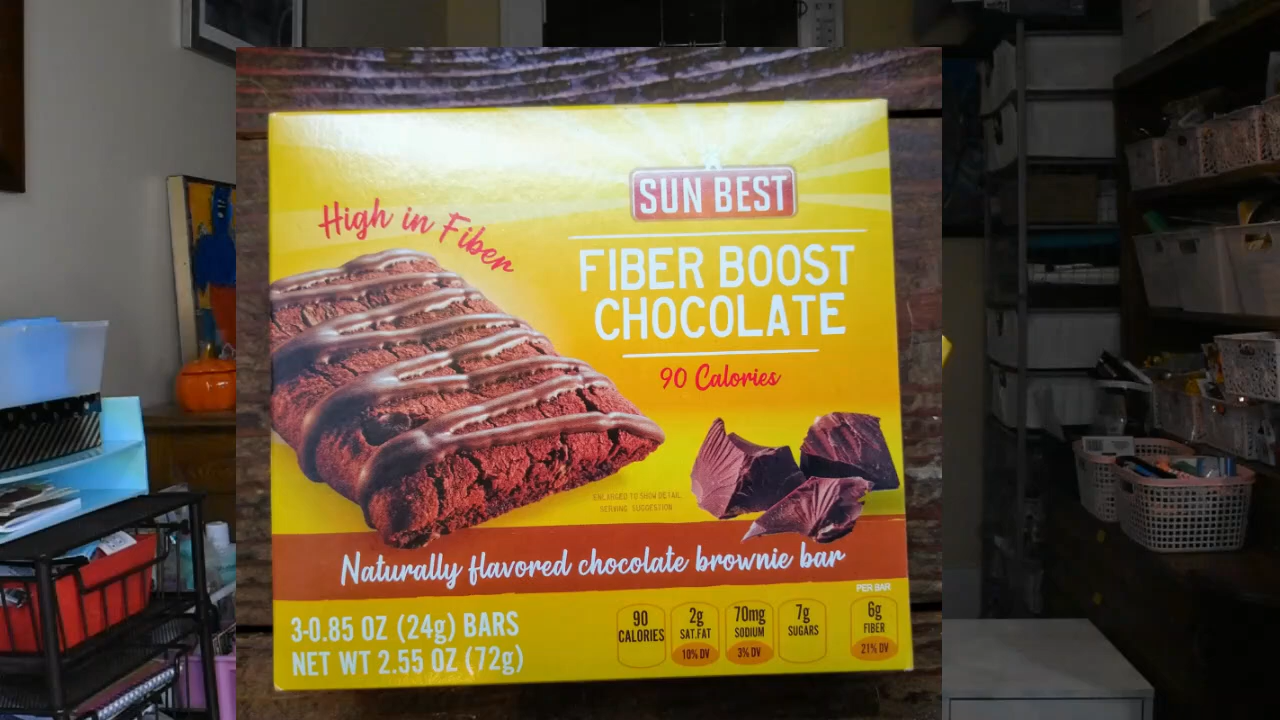 SUN BEST
High in Fiber
FIBER BOOST
CHOCOLATE
90 Calories
ENLARGED TO SHOW DETAIL
SERVING SUGGESTION
Naturally flavored chocolate brownie bar
3-0.85 OZ (24g) BARS
NET WT 2.55 OZ (72g)
PER BAR
90
CALORIES
2g
SAT.FAT
10% DV
70mg
SODIUM
3% DV
7g
SUGARS
6g
FIBER
21% DV